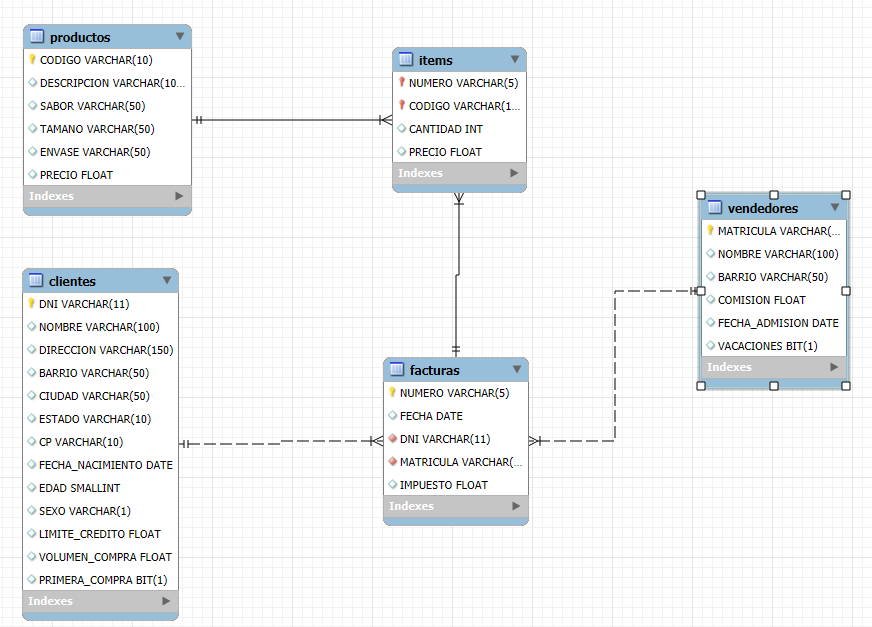 productos
CODIGO VARCHAR(10)
DESCRIPCION VARCHAR(10...
SABOR VARCHAR(50)
TAMANO VARCHAR(50)
ENVASE VARCHAR(50)
PRECIO FLOAT
Indexes
items
NUMERO VARCHAR(5)
CODIGO VARCHAR(1...
CANTIDAD INT
PRECIO FLOAT
Indexes
vendedores
MATRICULA VARCHAR(...
NOMBRE VARCHAR(100)
BARRIO VARCHAR(50)
COMISION FLOAT
FECHA_ADMISION DATE
VACACIONES BIT(1)
Indexes
clientes
DNI VARCHAR(11)
NOMBRE VARCHAR(100)
DIRECCION VARCHAR(150)
BARRIO VARCHAR(50)
CIUDAD VARCHAR(50)
ESTADO VARCHAR(10)
CP VARCHAR(10)
FECHA_NACIMIENTO DATE
EDAD SMALLINT
SEXO VARCHAR(1)
LIMITE_CREDITO FLOAT
VOLUMEN_COMPRA FLOAT
PRIMERA_COMPRA BIT(1)
Indexes
facturas
NUMERO VARCHAR(5)
FECHA DATE
DNI VARCHAR(11)
MATRICULA VARCHAR(...
IMPUESTO FLOAT
Indexes